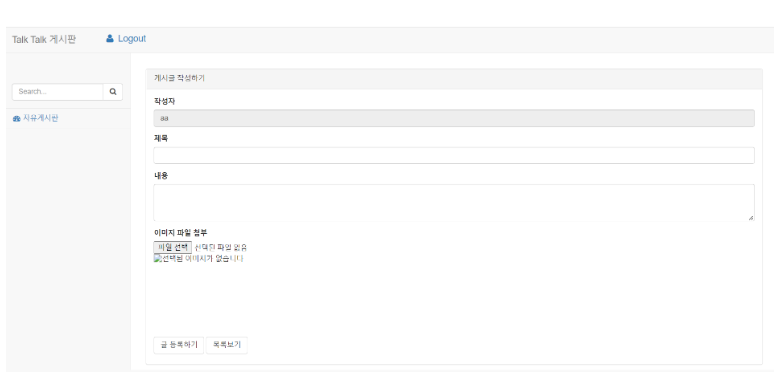 Talk Talk 게시판
Logout
Search...
자유게시판
게시글 작성하기
작성자
aa
제목
내용
이미지 파일 첨부
파일 선택 선택된 파일 없음
선택된 이미지가 없습니다
글 등록하기
목록보기